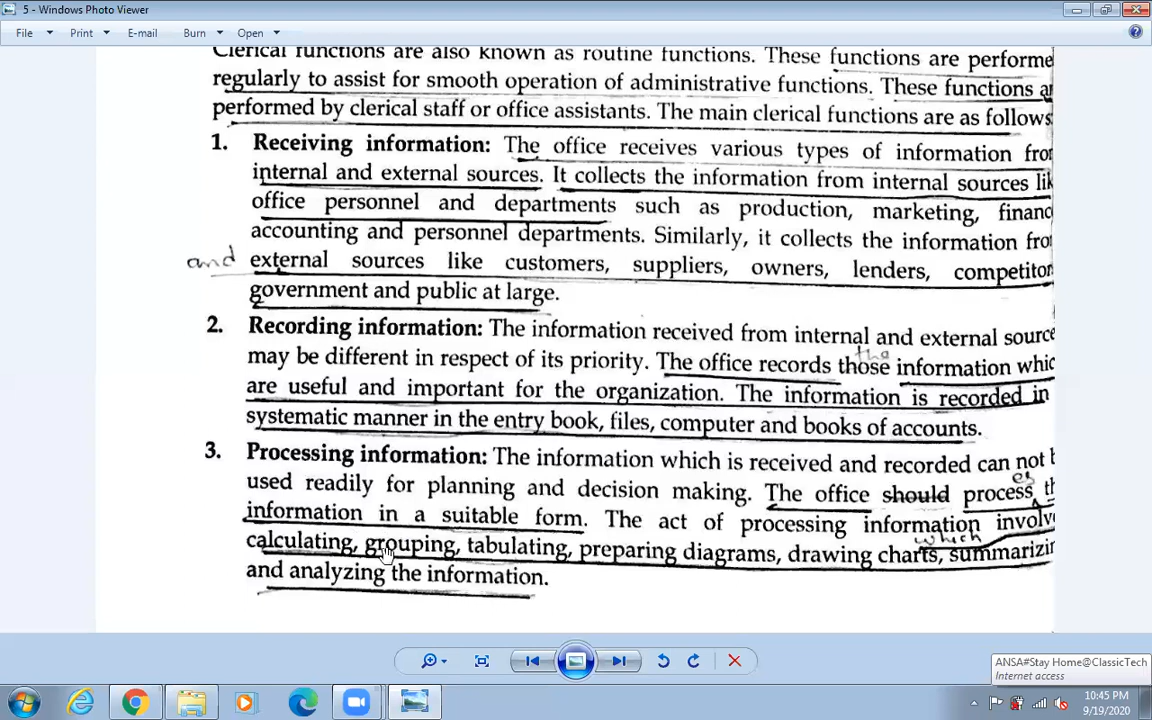 5 - Windows Photo Viewer
File Print E-mail Burn Open
Clerical functions are also known as routine functions. These functions are performe
regularly to assist for smooth operation of administrative functions. These functions a
performed by clerical staff or office assistants. The main clerical functions are as follows
1. Receiving information: The office receives various types of information fro
internal and external sources. It collects the information from internal sources lik
office personnel and departments such as production, marketing, financ
accounting and personnel departments. Similarly, it collects the information fro
and external sources like customers, suppliers, owners, lenders, competitor
government and public at large.
2. Recording information: The information received from internal and external source
the
may be different in respect of its priority. The office records those information whic
are useful and important for the organization. The information is recorded in
systematic manner in the entry book, files, computer and books of accounts.
3. Processing information: The information which is received and recorded can not b
es
used readily for planning and decision making. The office should process th
information in a suitable form. The act of processing information involv
which
calculating, grouping, tabulating, preparing diagrams, drawing charts, summarizin
and analyzing the information.
ANSA#Stay Home@ClassicTech
Internet access
10:45 PM
9/19/2020